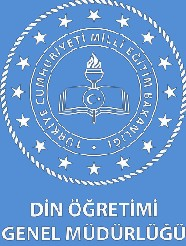 TÜRKİYE CUMHURİYETİ MİLLÎ EĞİTİM BAKANLIĞI
DİN ÖĞRETİMİ
GENEL MÜDÜRLÜĞÜ